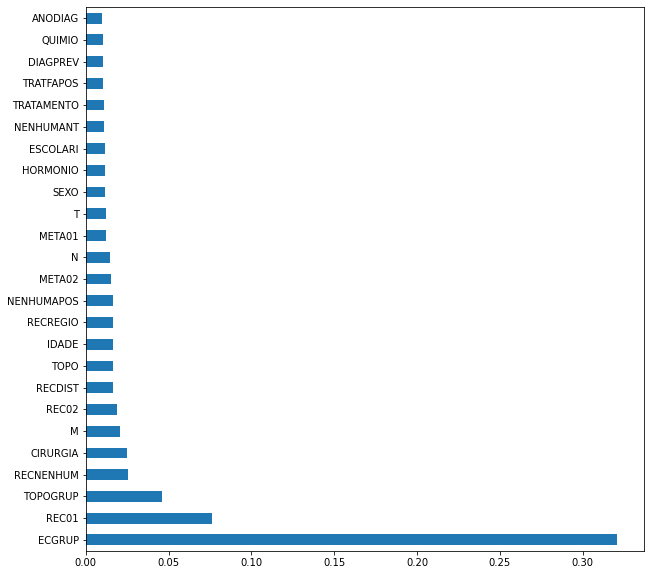 ANODIAG
QUIMIO
DIAGPREV
TRATFAPOS
TRATAMENTO
NENHUMANT
ESCOLARI
HORMONIO
SEXO
T
META01
N
META02
NENHUMAPOS
RECREGIO
IDADE
TOPO
RECDIST
REC02
M
CIRURGIA
RECNENHUM
TOPOGRUP
REC01
ECGRUP
0.00 0.05 0.10 0.15 0.20 0.25 0.30